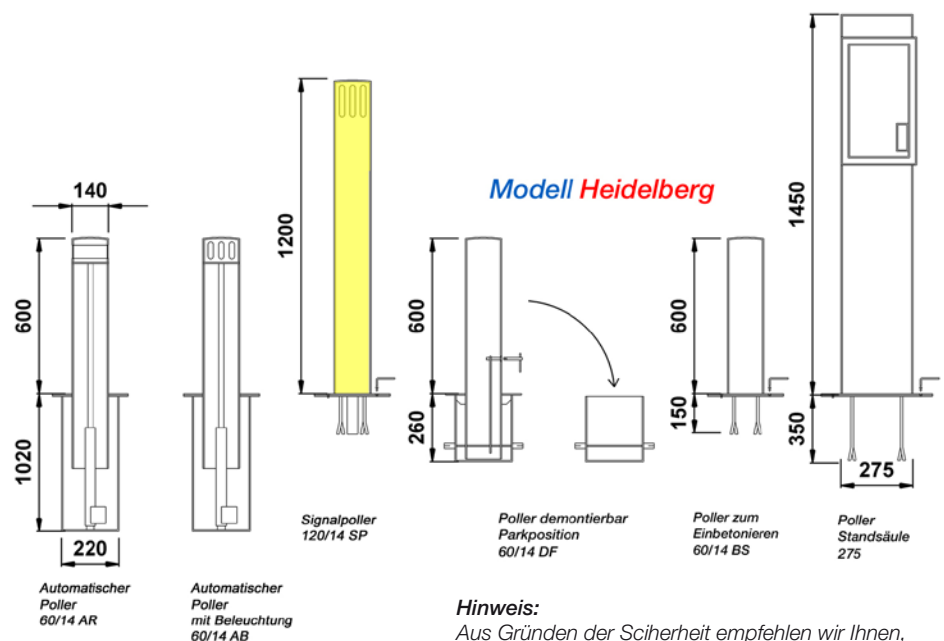 140
600
1020
220
Automatischer
Poller
60/14 AR
Automatischer
Poller
mit Beleuchtung
60/14 AB
1200
Signalpoller
120/14 SP
Modell Heidelberg
600
260
Poller demontierbar
Parkposition
60/14 DF
600
150
Poller zum
Einbetonieren
60/14 BS
1450
350
275
Poller
Standsäule
275
Hinweis:
Aus Gründen der Sciherheit empfehlen wir Ihnen,